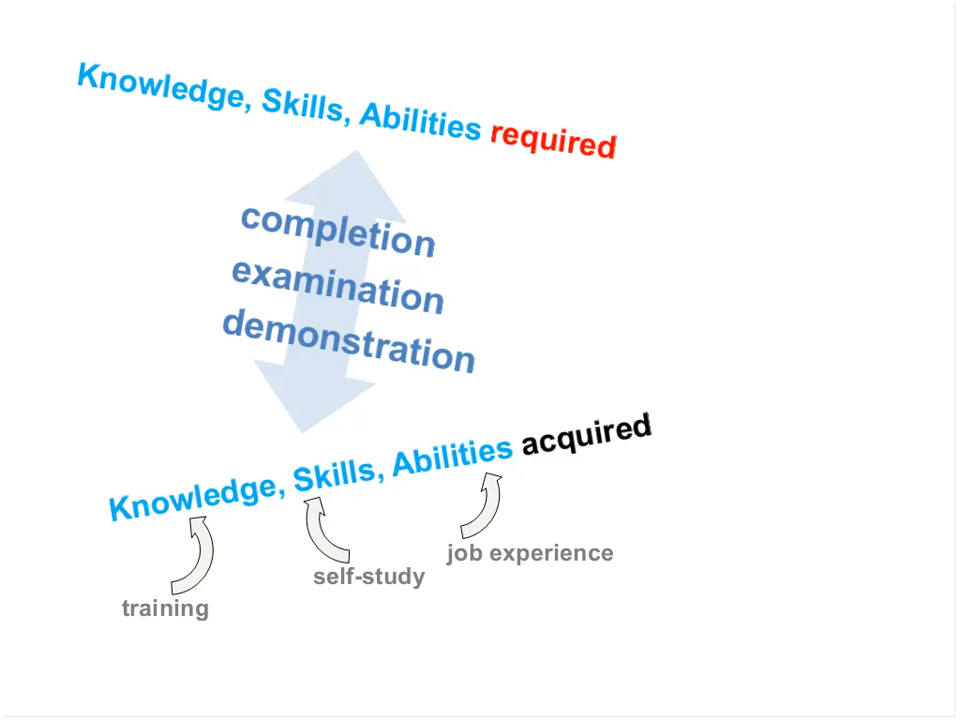 Knowledge, Skills, Abilities required
completion
examination
demonstration
Knowledge, Skills, Abilities acquired
job experience
self-study
training